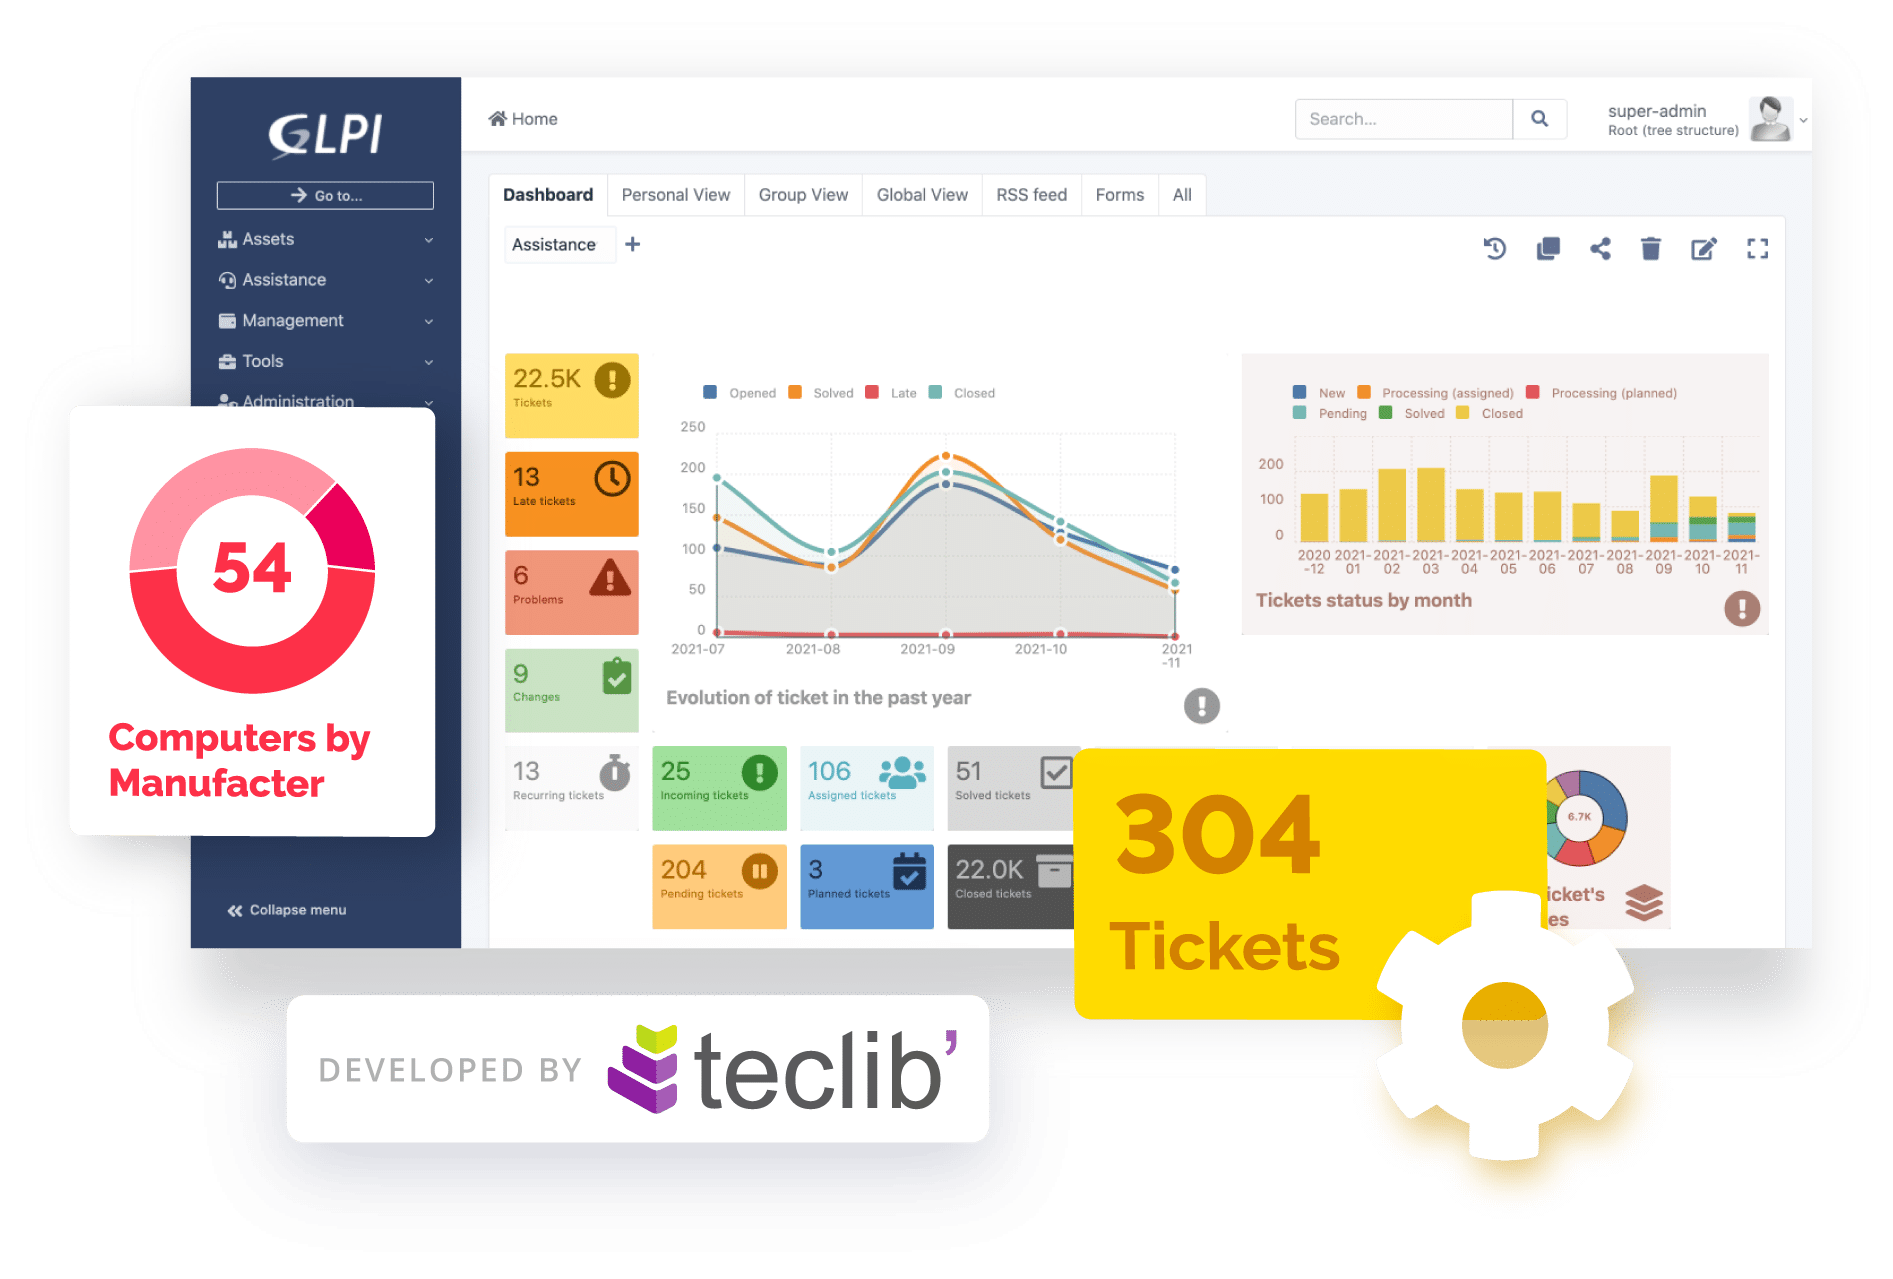 GLPI
Home
Search...
super-admin
Root (tree structure)
Go to...
Assets
Assistance
Management
Tools
Administration
Collapse menu
Dashboard
Personal View
Group View
Global View
RSS feed
Forms
All
Assistance
22.5K
Tickets
13
Late tickets
6
Problems
9
Changes
13
Recurring tickets
Opened Solved Late Closed
250
200
150
100
50
0
2021-07 2021-08 2021-09 2021-10 2021
-11
Evolution of ticket in the past year
New Processing (assigned) Processing (planned)
Pending Solved Closed
200
100
0
2020 2021- 2021- 2021- 2021- 2021- 2021- 2021- 2021- 2021- 2021- 2021-
-12 01 02 03 04 05 06 07 08 09 10 11
Tickets status by month
25
Incoming tickets
106
Assigned tickets
51
Solved tickets
204
Pending tickets
3
Planned tickets
22.0K
Closed tickets
6.7K
icket's
es
54
Computers by
Manufacter
304
Tickets
DEVELOPED BY teclib'